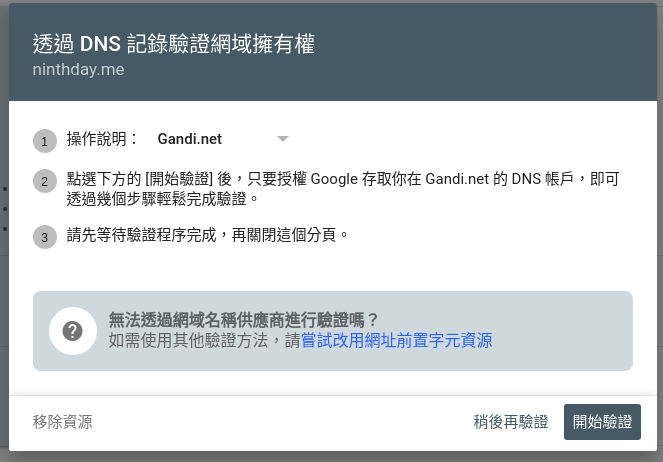 透過 DNS 記錄驗證網域擁有權
ninthday.me
1 操作說明： Gandi.net
2 點選下方的 [開始驗證] 後，只要授權 Google 存取你在 Gandi.net 的 DNS 帳戶，即可
透過幾個步驟輕鬆完成驗證。
3 請先等待驗證程序完成，再關閉這個分頁。
無法透過網域名稱供應商進行驗證嗎？
如需使用其他驗證方法，請嘗試改用網址前置字元資源
移除資源 稍後再驗證 開始驗證